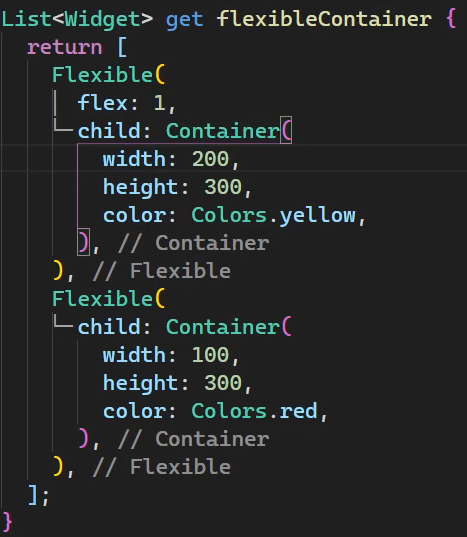 List<Widget> get flexibleContainer {
  return [
    Flexible(
      flex: 1,
      child: Container(
        width: 200,
        height: 300,
        color: Colors.yellow,
      ), // Container
    ), // Flexible
    Flexible(
      child: Container(
        width: 100,
        height: 300,
        color: Colors.red,
      ), // Container
    ), // Flexible
  ];
}